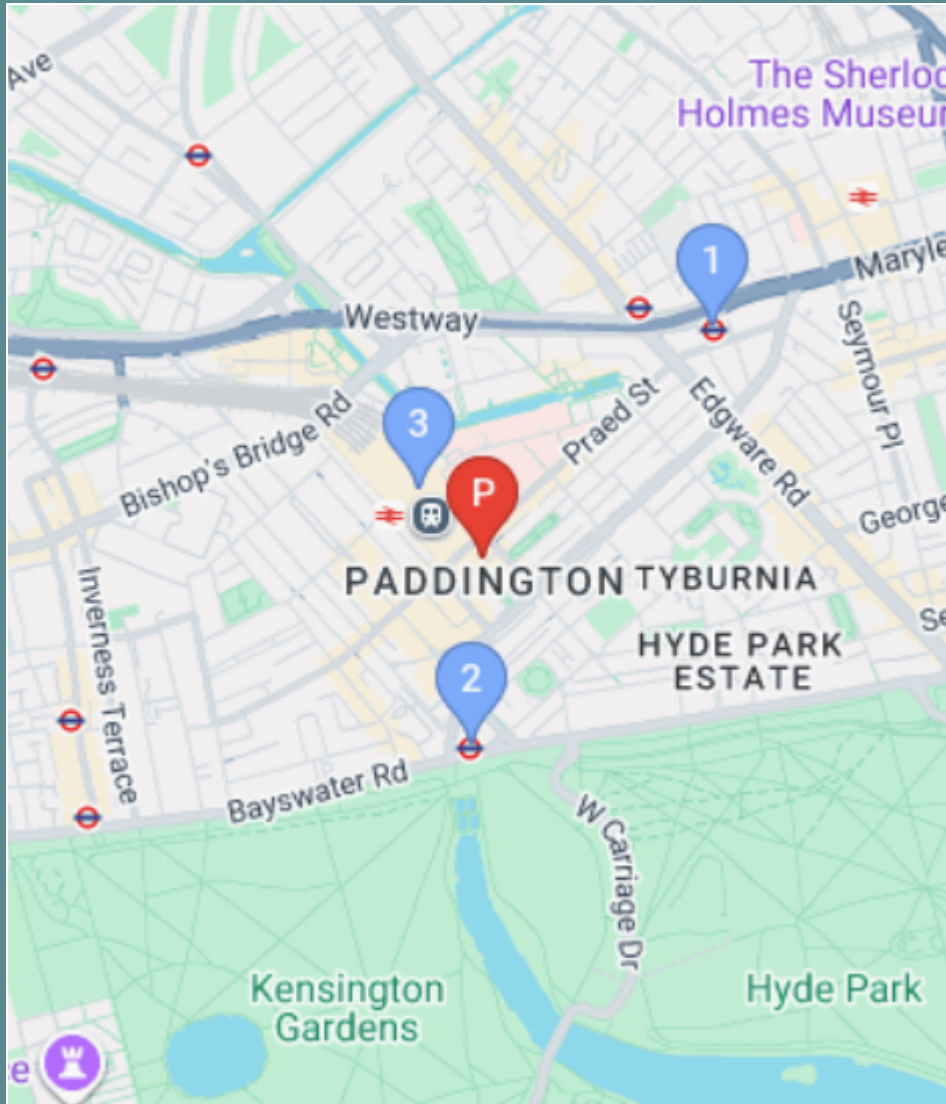 Ave
The Sherloc
Holmes Museur
1
Maryle
Westway
Seymour Pl
3
Bishop's Bridge Rd
Praed St
Edgware Rd
P
George
PADDINGTON
TYBURNIA
Inverness Terrace
Se
HYDE PARK
ESTATE
2
Bayswater Rd
W Carriage Dr
Kensington
Gardens
Hyde Park
e